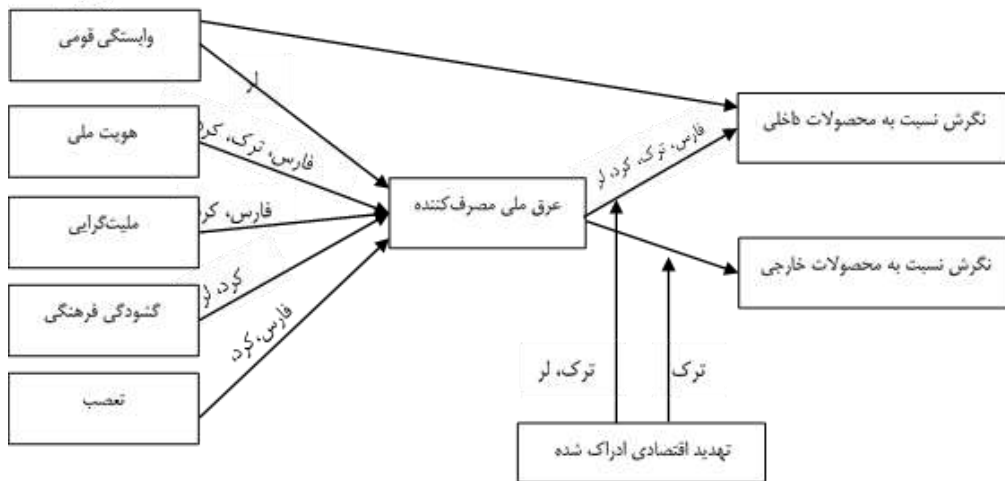 وابستگی قومی
لر
نگرش نسبت به محصولات داخلی
هویت ملی
فارس، ترک، کرد
فارس، ترک، کرد، لر
عرق ملی مصرف‌کننده
ملیت‌گرایی
فارس، کرد
نگرش نسبت به محصولات خارجی
گشودگی فرهنگی
کرد، لر
فارس، کرد،
تعصب
ترک، لر
ترک
تهدید اقتصادی ادراک شده